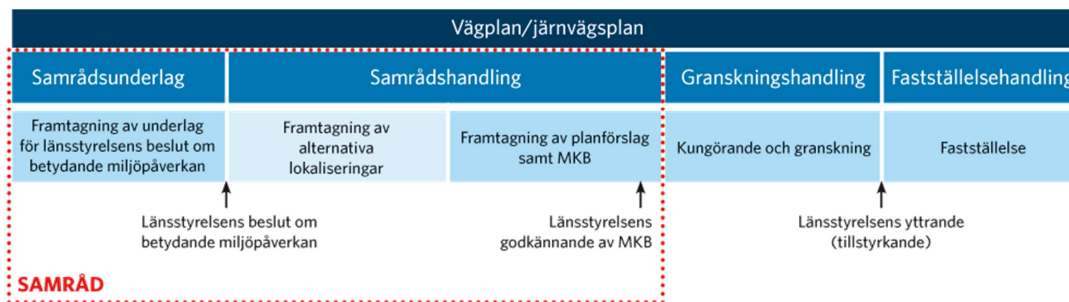 Vägplan/järnvägsplan
Samrådsunderlag
Samrådshandling
Granskningshandling
Fastställelsehandling
Framtagning av underlag
för länsstyrelsens beslut om
betydande miljöpåverkan
Framtagning av
alternativa
lokaliseringar
Framtagning av planförslag
samt MKB
Kungörande och granskning
Fastställelse
Länsstyrelsens beslut om
betydande miljöpåverkan
Länsstyrelsens
godkännande av MKB
Länsstyrelsens yttrande
(tillstyrkande)
SAMRÅD